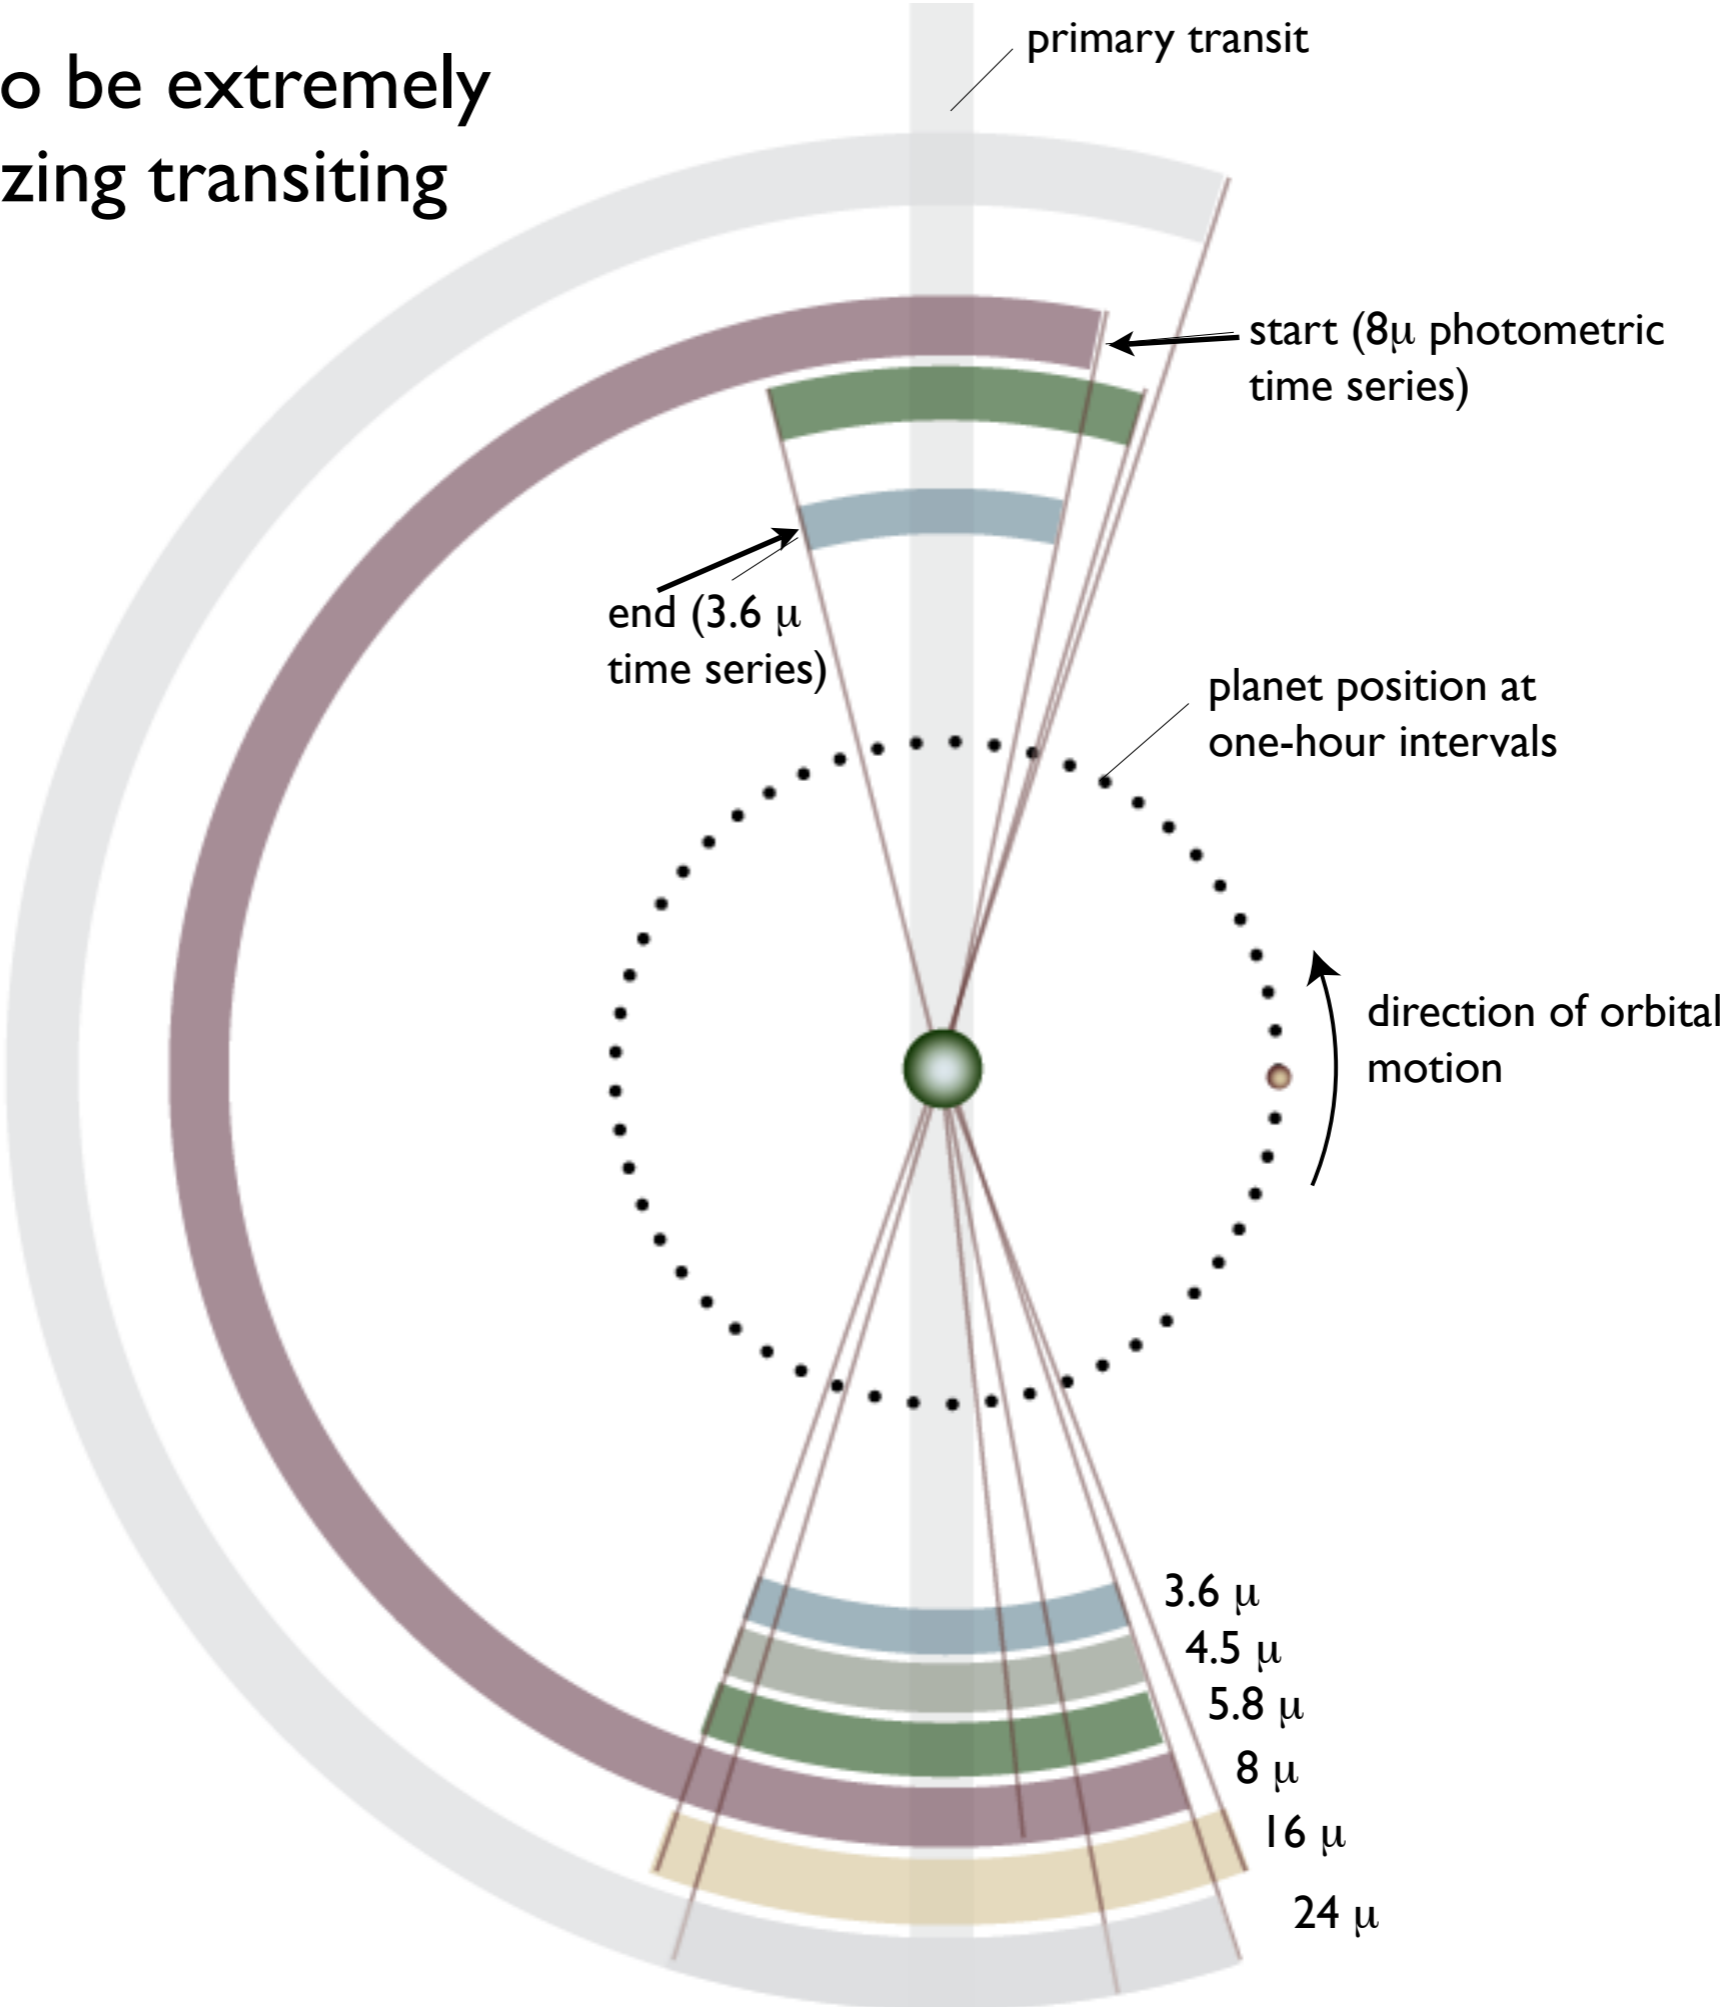 o be extremely
zing transiting
primary transit
start (8μ photometric
time series)
end (3.6 μ
time series)
planet position at
one-hour intervals
direction of orbital
motion
3.6 μ
4.5 μ
5.8 μ
8 μ
16 μ
24 μ